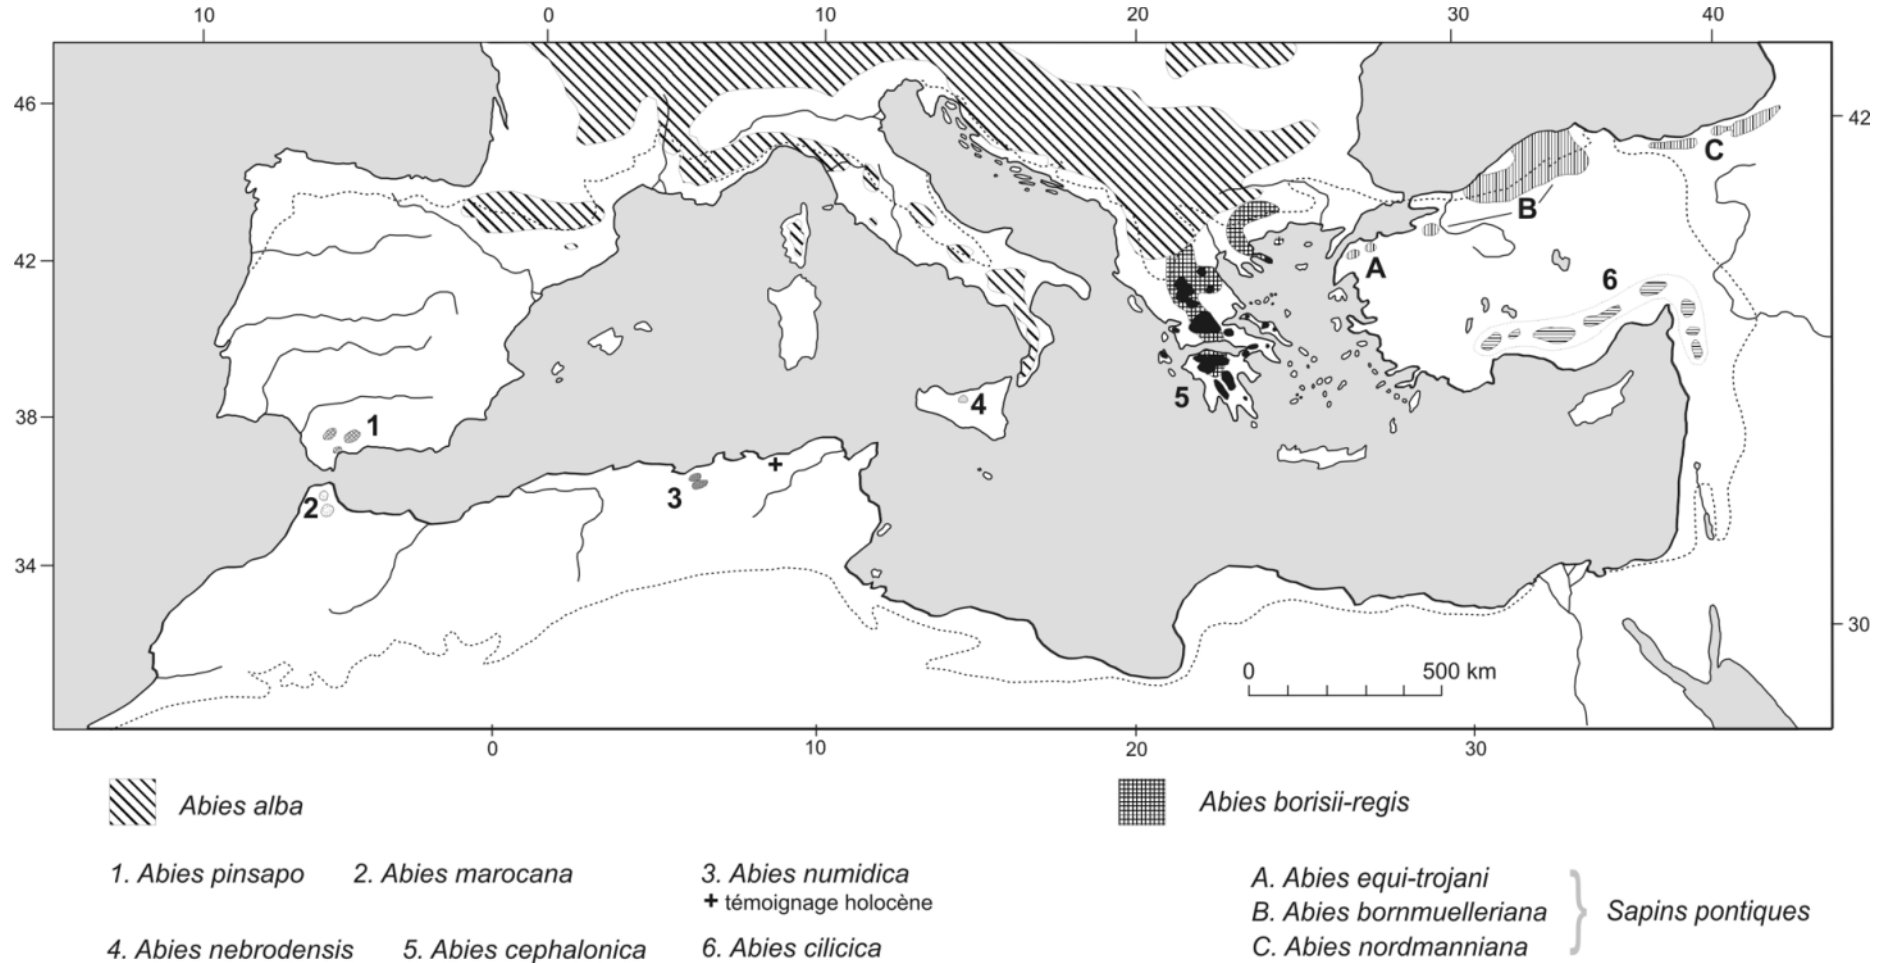 10 0 10 20 30 40
46
42
42
C
B
A
6
5
4
38
1
3
+
2
34
30
0 500 km
0 10 20 30
Abies alba
Abies borisii-regis
1. Abies pinsapo 2. Abies marocana 3. Abies numidica
+ témoignage holocène
4. Abies nebrodensis 5. Abies cephalonica 6. Abies cilicica
A. Abies equi-trojani
B. Abies bornmuelleriana
C. Abies nordmanniana
Sapins pontiques